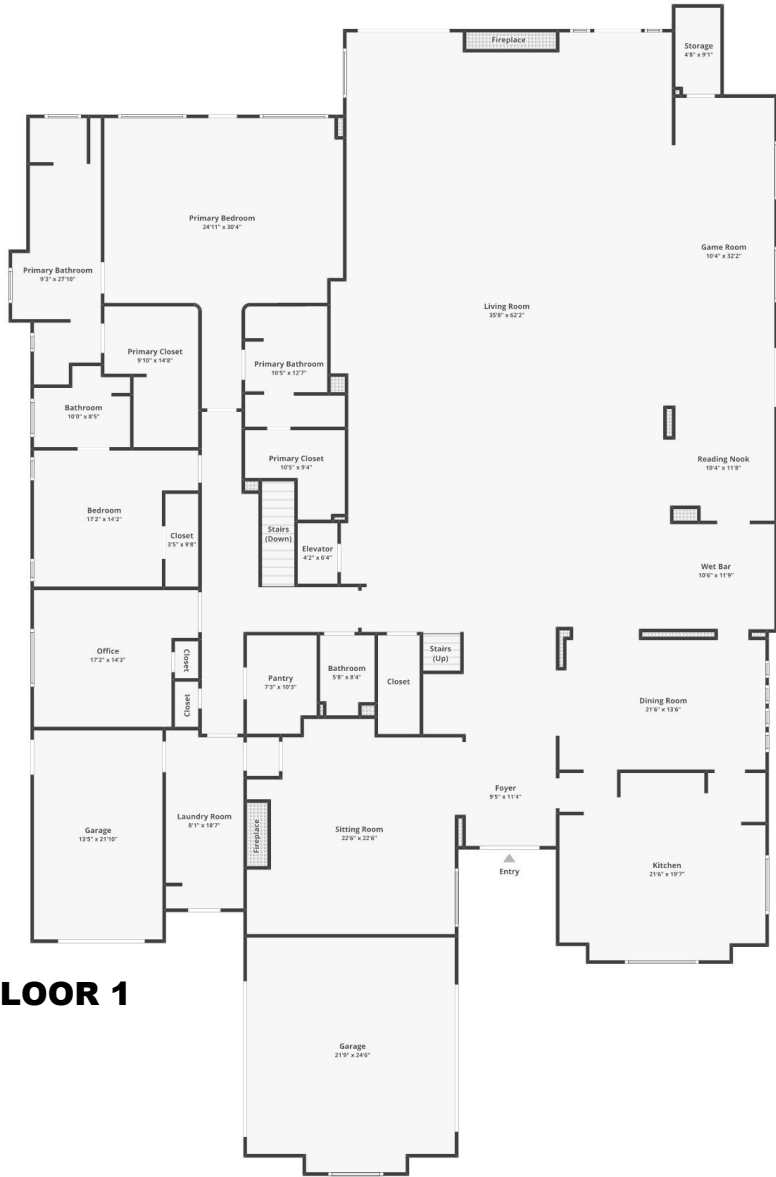 Fireplace
Storage
4'8" x 9'1"
Primary Bedroom
24'11" x 30'4"
Game Room
10'4" x 32'2"
Primary Bathroom
9'3" x 27'10"
Living Room
35'8" x 62'2"
Primary Closet
9'10" x 14'8"
Primary Bathroom
10'5" x 12'7"
Bathroom
10'0" x 8'5"
Primary Closet
10'5" x 9'4"
Reading Nook
10'4" x 11'8"
Bedroom
17'2" x 14'2"
Closet
3'5" x 9'8"
Stairs
(Down)
Elevator
4'2" x 6'4"
Wet Bar
10'6" x 11'9"
Office
17'2" x 14'3"
Closet
Closet
Pantry
7'3" x 10'3"
Bathroom
5'8" x 8'4"
Closet
Stairs
(Up)
Dining Room
21'6" x 13'6"
Foyer
9'5" x 11'4"
Laundry Room
8'1" x 18'7"
Garage
13'5" x 21'10"
Fireplace
Sitting Room
22'6" x 22'6"
Entry
Kitchen
21'6" x 19'7"
LOOR 1
Garage
21'9" x 24'6"